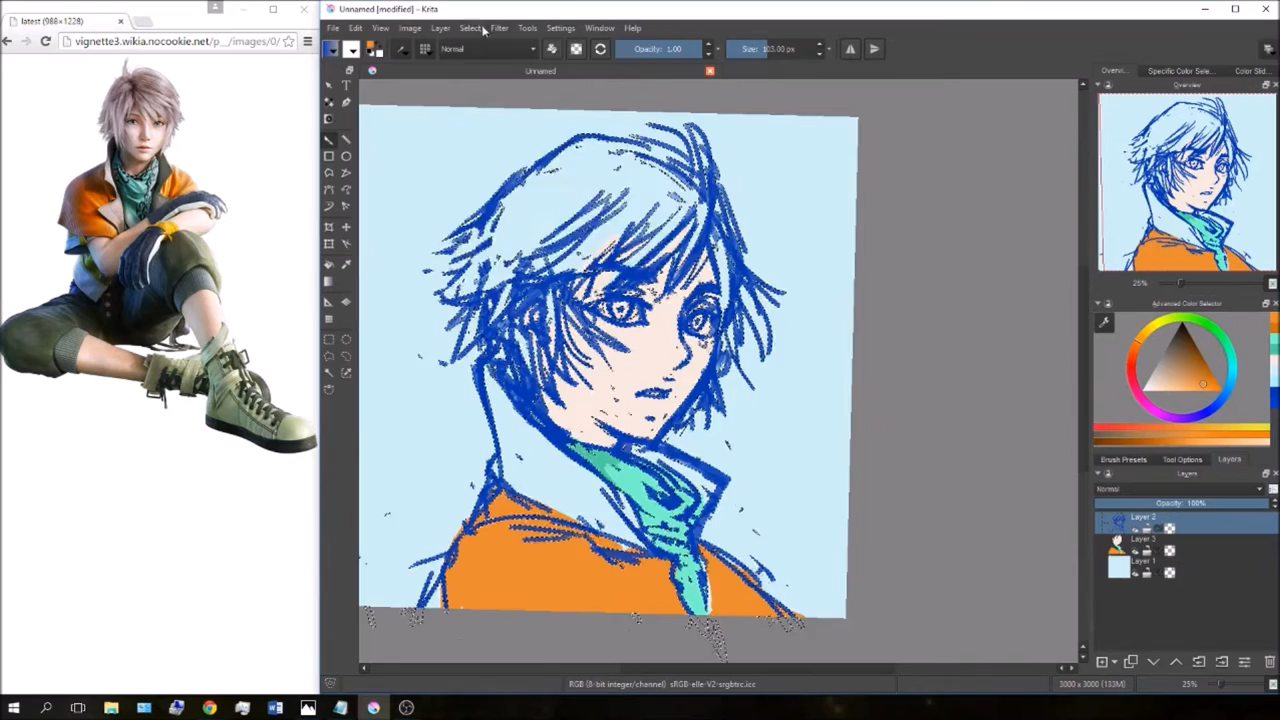 latest (988×1228)
vignette3.wikia.nocookie.net/p__/images/0/
Unnamed [modified] - Krita
File Edit View Image Layer Select Filter Tools Settings Window Help
Normal
Opacity: 1.00
Size: 103.00 px
Unnamed
Overvi...
Specific Color Sele...
Color Slid...
Overview
25%
Advanced Color Selector
Brush Presets
Tool Options
Layers
Layers
Normal
Opacity: 100%
Layer 2
Layer 3
Layer 1
RGB (8-bit integer/channel) sRGB-elle-V2-srgbtrc.icc
3000 x 3000 (133M)
25%